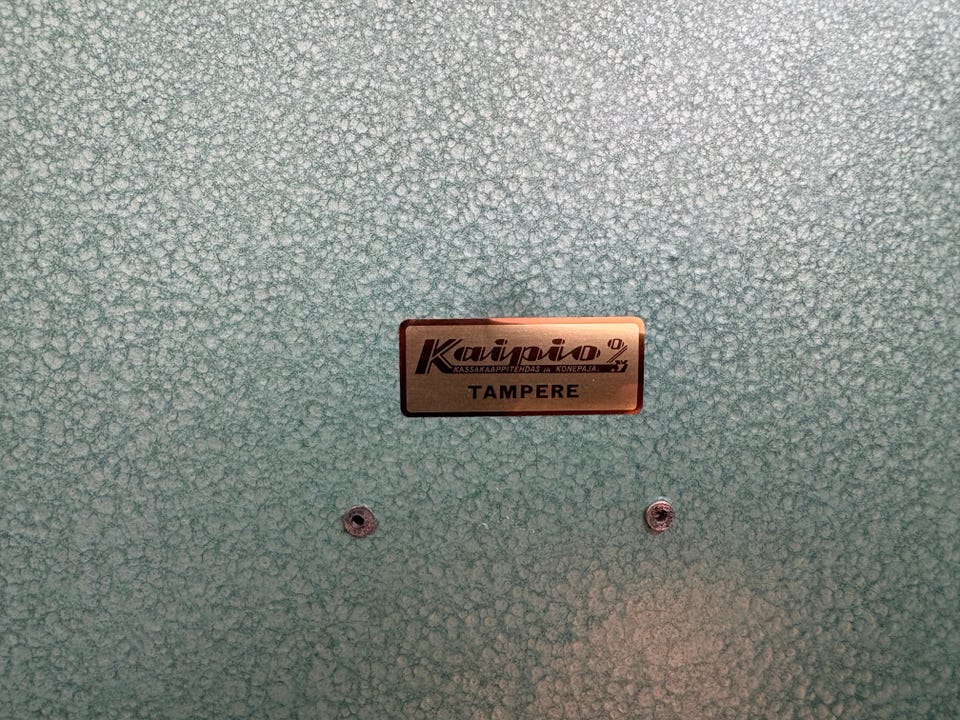 Kaipio Oy
KASSAKAAPPITEHDAS ja KONEPAJA.
TAMPERE